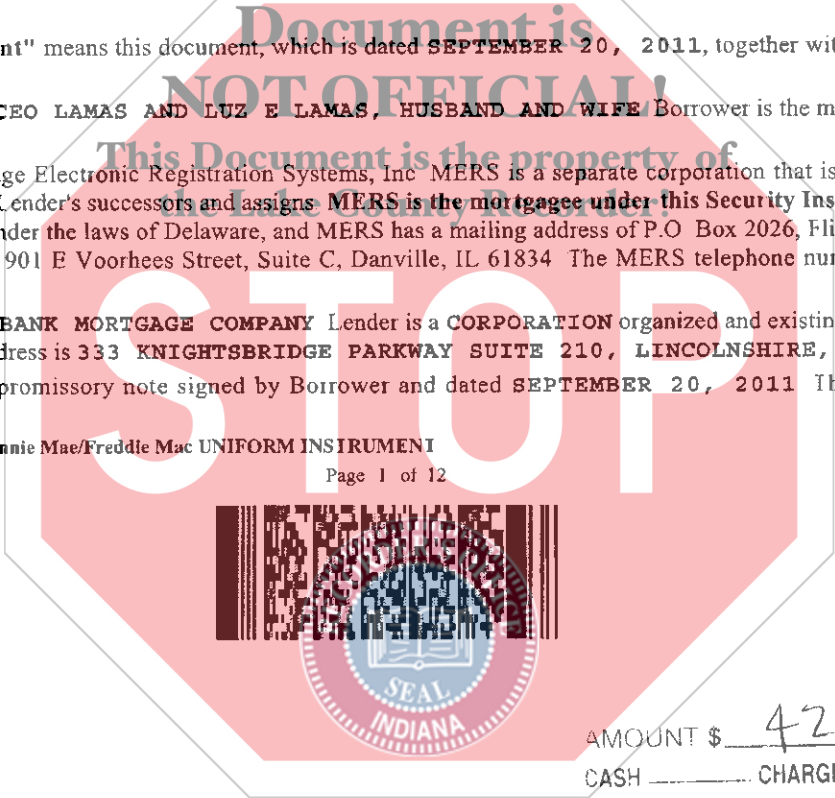 Document is
nt" means this document, which is dated SEPTEMBER 20, 2011, together wit
NOT OFFICIAL!
CEO LAMAS AND LUZ E LAMAS, HUSBAND AND WIFE Borrower is the m
This Document is the property of
ge Electronic Registration Systems, Inc MERS is a separate corporation that is
the Lake County Recorder!
Lender's successors and assigns MERS is the mortgagee under this Security Ins
nder the laws of Delaware, and MERS has a mailing address of P.O Box 2026, Fli
901 E Voorhees Street, Suite C, Danville, IL 61834 The MERS telephone nu
STOP
BANK MORTGAGE COMPANY Lender is a CORPORATION organized and existin
dress is 333 KNIGHTSBRIDGE PARKWAY SUITE 210, LINCOLNSHIRE,
promissory note signed by Borrower and dated SEPTEMBER 20, 2011 Th
nnie Mae/Freddie Mac UNIFORM INSTRUMENT
Page 1 of 12
RECORDER'S OFFICE
SEAL
INDIANA
AMOUNT $ 42
CASH CHARGE